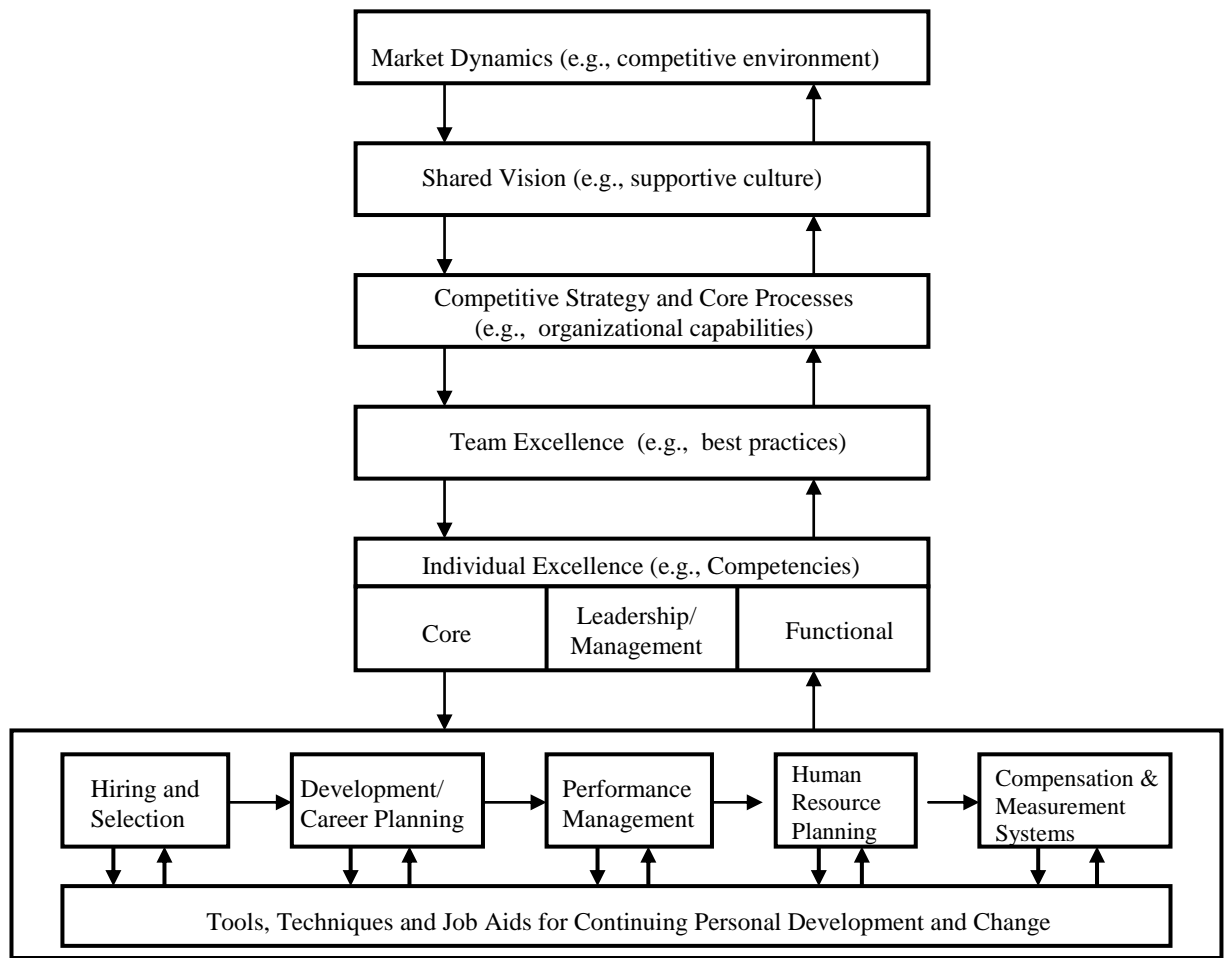 Market Dynamics (e.g., competitive environment)
Shared Vision (e.g., supportive culture)
Competitive Strategy and Core Processes
(e.g., organizational capabilities)
Team Excellence (e.g., best practices)
Individual Excellence (e.g., Competencies)
Core
Leadership/
Management
Functional
Hiring and
Selection
Development/
Career Planning
Performance
Management
Human
Resource
Planning
Compensation &
Measurement
Systems
Tools, Techniques and Job Aids for Continuing Personal Development and Change